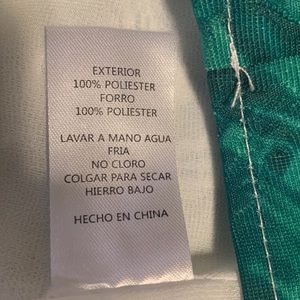 EXTERIOR
100% POLIESTER
FORRO
100% POLIESTER
LAVAR A MANO AGUA
FRIA
NO CLORO
COLGAR PARA SECAR
HIERRO BAJO
HECHO EN CHINA